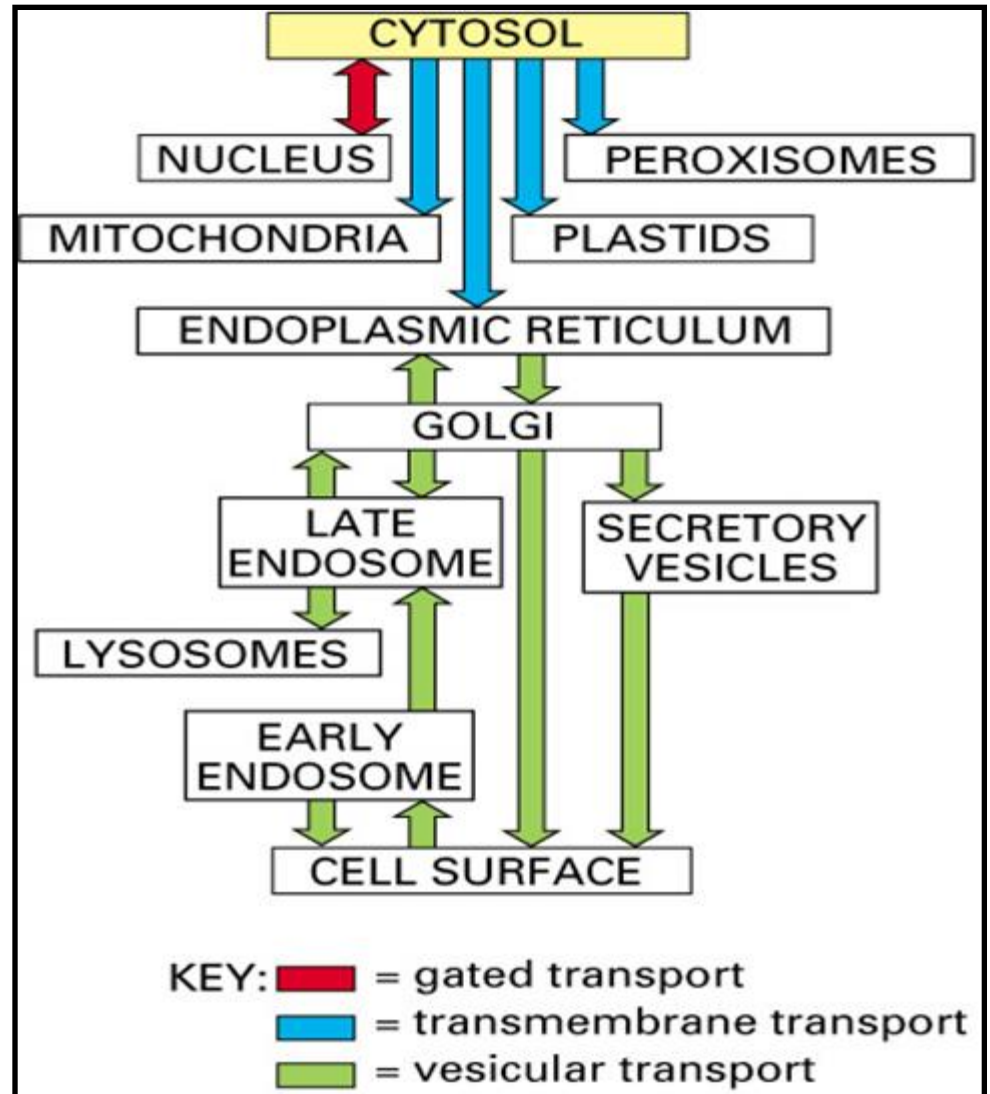 CYTOSOL
NUCLEUS
PEROXISOMES
MITOCHONDRIA
PLASTIDS
ENDOPLASMIC RETICULUM
GOLGI
LATE
ENDOSOME
SECRETORY
VESICLES
LYSOSOMES
EARLY
ENDOSOME
CELL SURFACE
KEY: = gated transport
= transmembrane transport
= vesicular transport